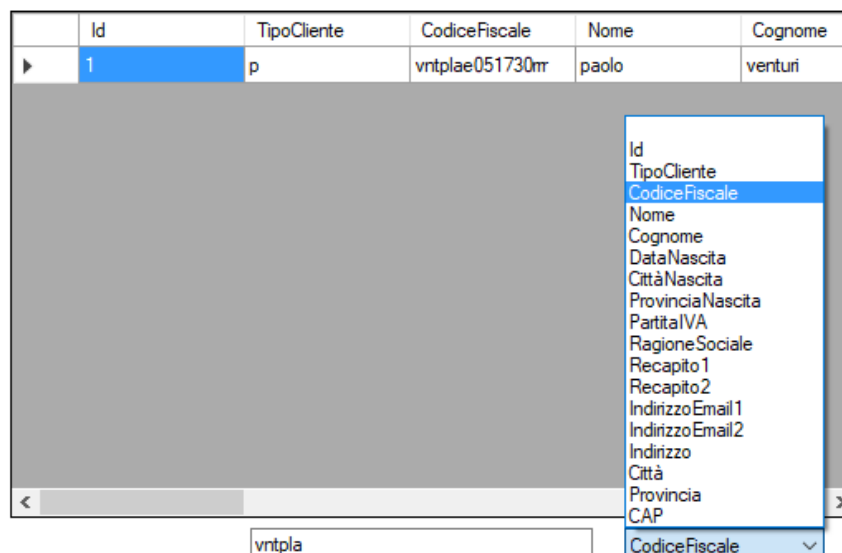 Id TipoCliente CodiceFiscale Nome Cognome
1 p vntplae051730rrr paolo venturi
Id
TipoCliente
CodiceFiscale
Nome
Cognome
DataNascita
CittàNascita
ProvinciaNascita
PartitaIVA
RagioneSociale
Recapito1
Recapito2
IndirizzoEmail1
IndirizzoEmail2
Indirizzo
Città
Provincia
CAP
vntpla CodiceFiscale